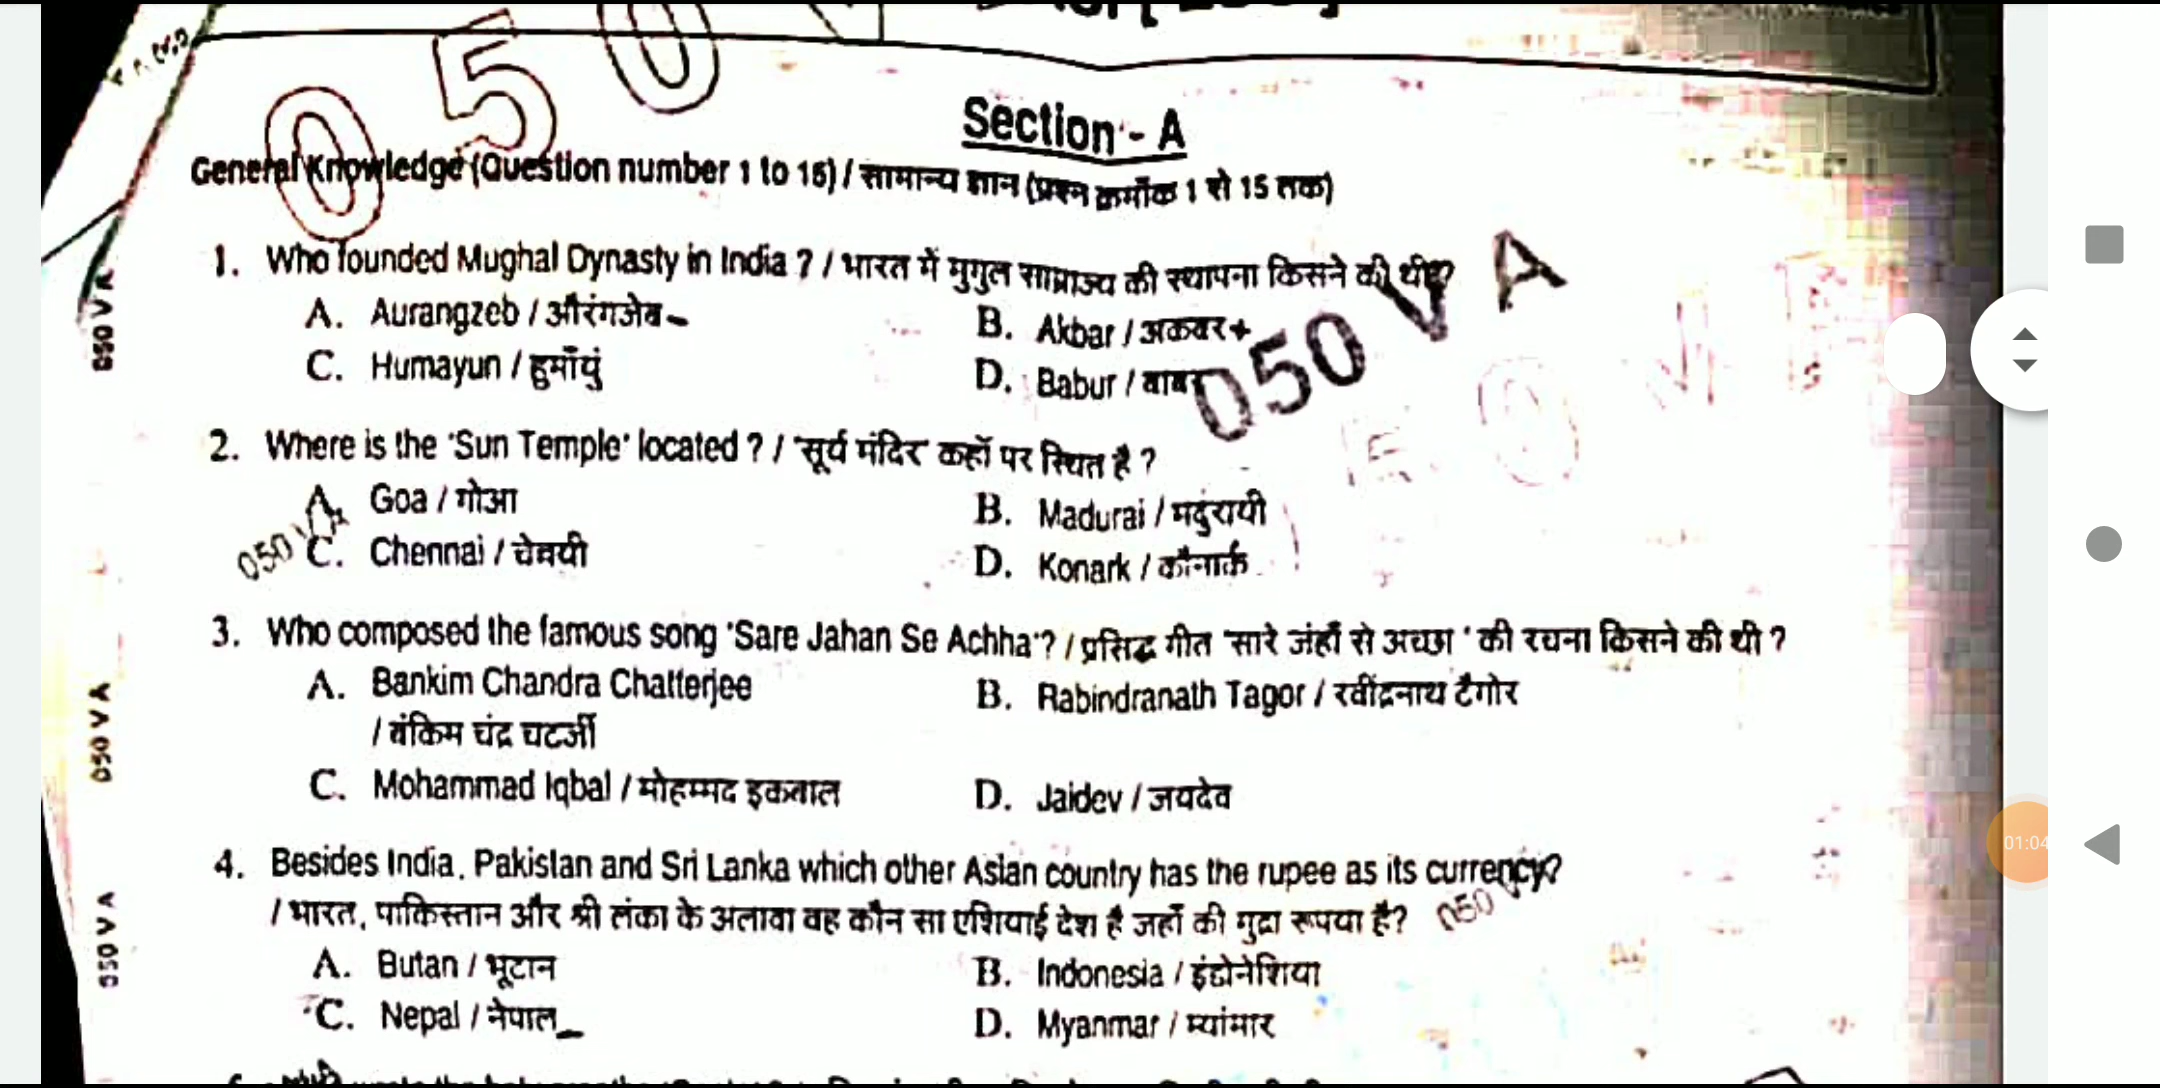 Section - A
General Knowledge (Question number 1 to 15) / सामान्य ज्ञान (प्रश्न क्रमाँक 1 से 15 तक)
1. Who founded Mughal Dynasty in India ? / भारत में मुगुल साम्राज्य की स्थापना किसने की थी?
A. Aurangzeb / औरंगजेब
B. Akbar / अकबर
C. Humayun / हुमाँयुं
D. Babur / बाबर
050 V A
2. Where is the 'Sun Temple' located ? / 'सूर्य मंदिर' कहाँ पर स्थित है ?
A. Goa / गोआ
B. Madurai / मदुंरायी
C. Chennai / चेन्नयी
D. Konark / कौनार्क
3. Who composed the famous song 'Sare Jahan Se Achha'? / प्रसिद्ध गीत 'सारे जंहाँ से अच्छा ' की रचना किसने की थी ?
A. Bankim Chandra Chatterjee
/ बंकिम चंद्र चटर्जी
B. Rabindranath Tagor / रवींद्रनाथ टैगोर
C. Mohammad Iqbal / मोहम्मद इकबाल
D. Jaidev / जयदेव
4. Besides India, Pakistan and Sri Lanka which other Asian country has the rupee as its currency?
/ भारत, पाकिस्तान और श्री लंका के अलावा वह कौन सा एशियाई देश है जहाँ की मुद्रा रूपया है?
A. Butan / भूटान
B. Indonesia / इंडोनेशिया
C. Nepal / नेपाल
D. Myanmar / म्यांमार
050 V A
050 V A
050 V A
01:04